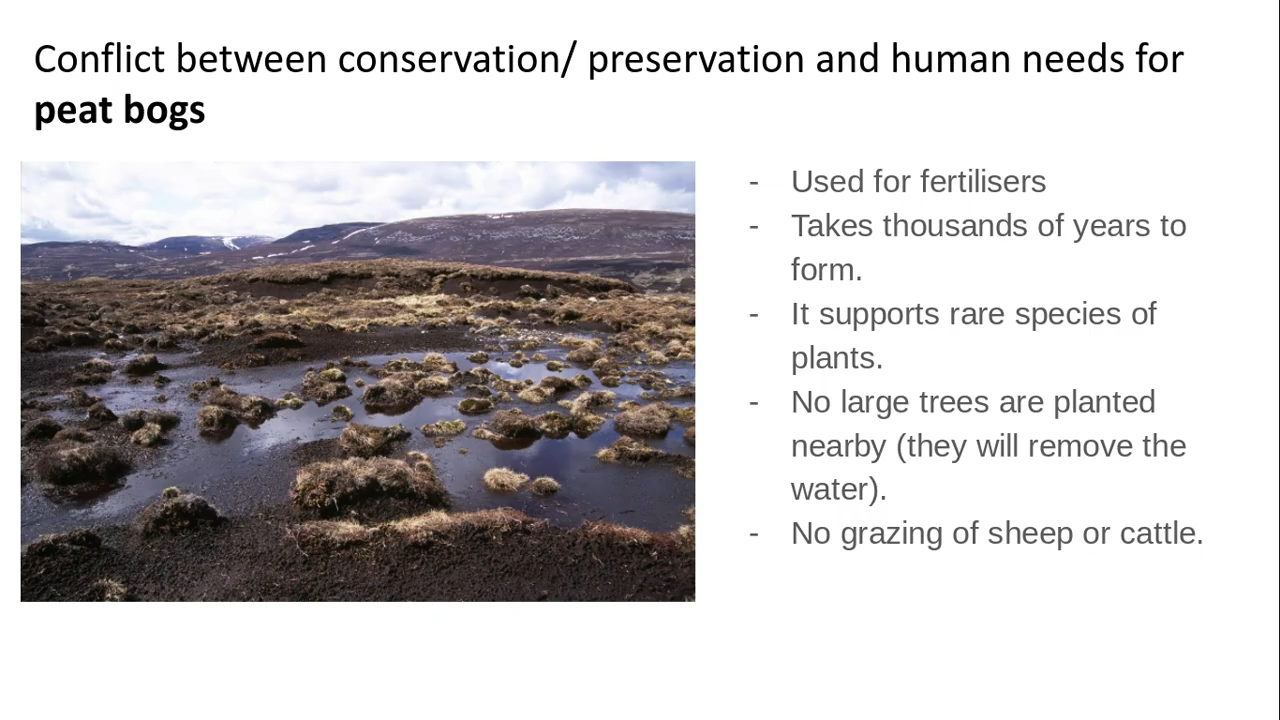 Conflict between conservation/ preservation and human needs for
peat bogs
- Used for fertilisers
- Takes thousands of years to
form.
- It supports rare species of
plants.
- No large trees are planted
nearby (they will remove the
water).
- No grazing of sheep or cattle.